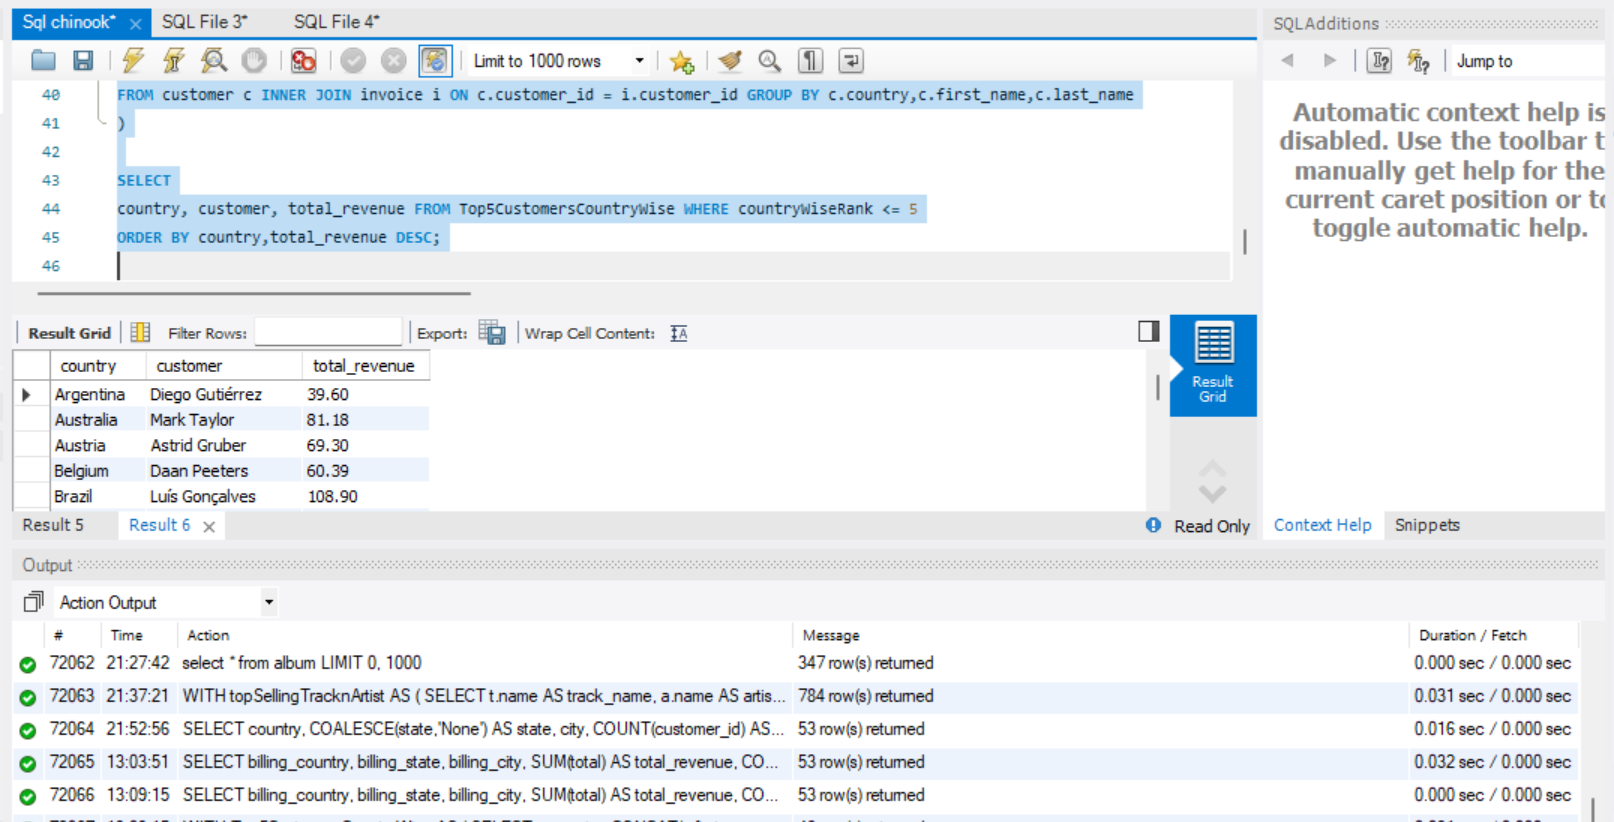 Sql chinook* SQL File 3* SQL File 4*
Limit to 1000 rows
40 FROM customer c INNER JOIN invoice i ON c.customer_id = i.customer_id GROUP BY c.country,c.first_name,c.last_name
41 )
42
43 SELECT
44 country, customer, total_revenue FROM Top5CustomersCountryWise WHERE countryWiseRank <= 5
45 ORDER BY country,total_revenue DESC;
46
Result Grid Filter Rows: Export: Wrap Cell Content:
country customer total_revenue
Argentina Diego Gutiérrez 39.60
Australia Mark Taylor 81.18
Austria Astrid Gruber 69.30
Belgium Daan Peeters 60.39
Brazil Luís Gonçalves 108.90
Result
Grid
Result 5 Result 6 Read Only
SQLAdditions
Jump to
Automatic context help is
disabled. Use the toolbar t
manually get help for the
current caret position or to
toggle automatic help.
Context Help Snippets
Output
Action Output
# Time Action Message Duration / Fetch
72062 21:27:42 select * from album LIMIT 0, 1000 347 row(s) returned 0.000 sec / 0.000 sec
72063 21:37:21 WITH topSellingTracknArtist AS ( SELECT t.name AS track_name, a.name AS artis... 784 row(s) returned 0.031 sec / 0.000 sec
72064 21:52:56 SELECT country, COALESCE(state,'None') AS state, city, COUNT(customer_id) AS... 53 row(s) returned 0.016 sec / 0.000 sec
72065 13:03:51 SELECT billing_country, billing_state, billing_city, SUM(total) AS total_revenue, CO... 53 row(s) returned 0.032 sec / 0.000 sec
72066 13:09:15 SELECT billing_country, billing_state, billing_city, SUM(total) AS total_revenue, CO... 53 row(s) returned 0.000 sec / 0.000 sec